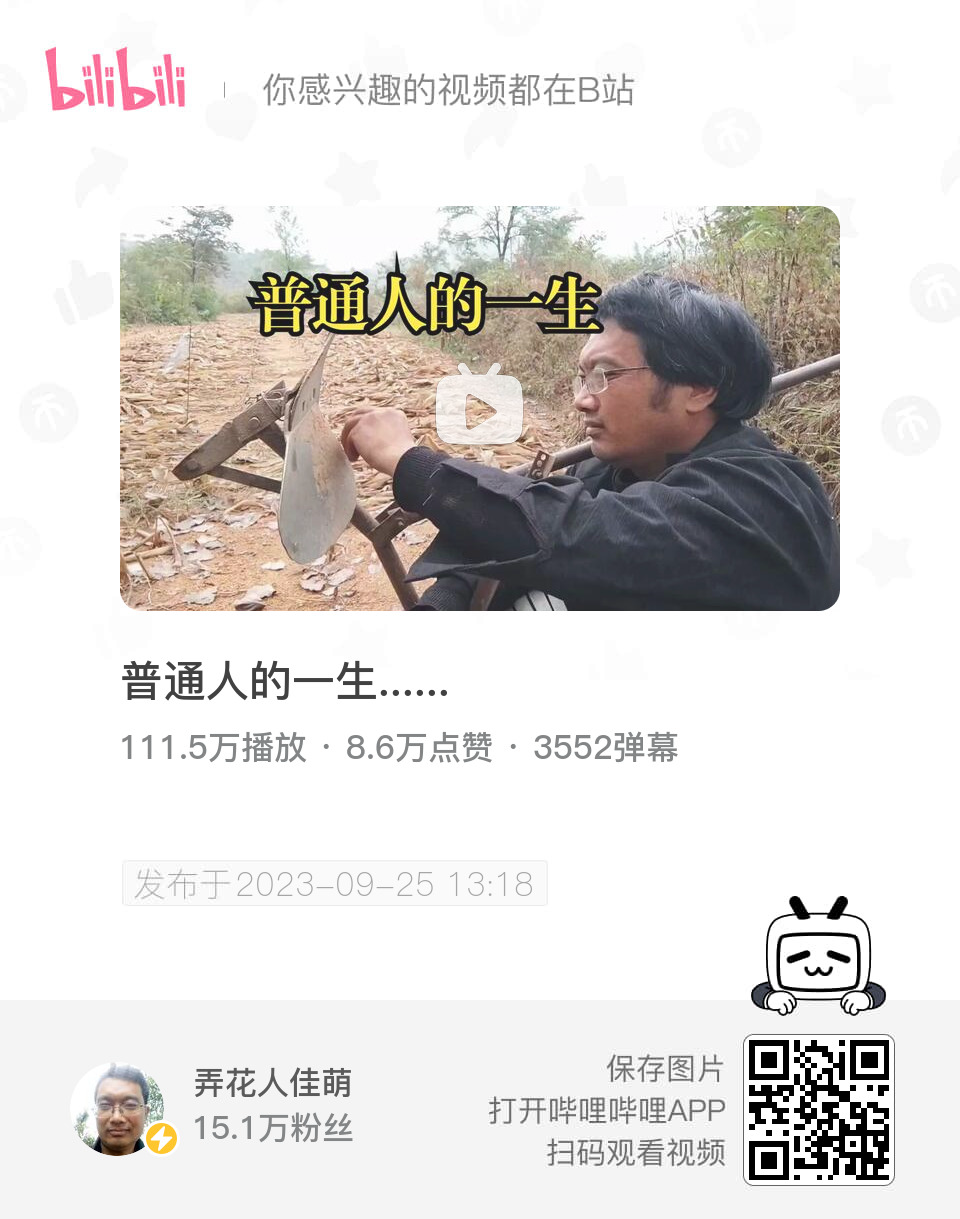 bilibili
你感兴趣的视频都在B站
普通人的一生
普通人的一生......
111.5万播放 · 8.6万点赞 · 3552弹幕
发布于2023-09-25 13:18
弄花人佳萌
15.1万粉丝
保存图片
打开哔哩哔哩APP
扫码观看视频